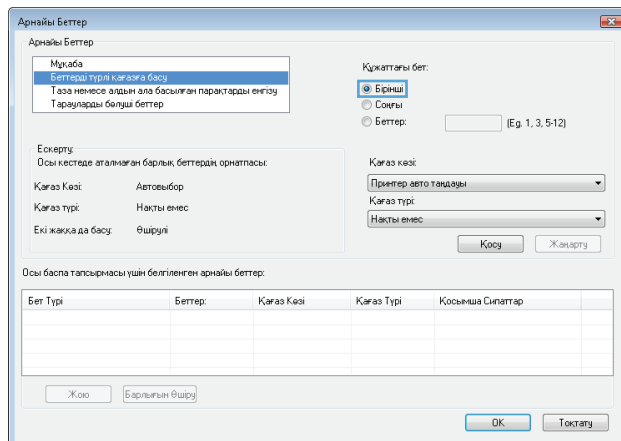 Арнайы Беттер
Арнайы Беттер
Мұқаба
Беттерді түрлі қағазға басу
Таза немесе алдын ала басылған парақтарды енгізу
Тарауларды бөлуші беттер
Құжаттағы бет:
Бірінші
Соңғы
Беттер:
(Eg. 1, 3, 5-12)
Ескерту:
Осы кестеде аталмаған барлық беттердің орнатпасы:
Қағаз Көзі: Автовыбор
Қағаз түрі: Нақты емес
Екі жаққа да басу: Өшірулі
Қағаз көзі:
Принтер авто таңдауы
Қағаз түрі:
Нақты емес
Қосу Жаңарту
Осы баспа тапсырмасы үшін белгіленген арнайы беттер:
Бет Түрі Беттер: Қағаз Көзі Қағаз Түрі Қосымша Сипаттар
Жою Барлығын Өшіру
OK Тоқтату